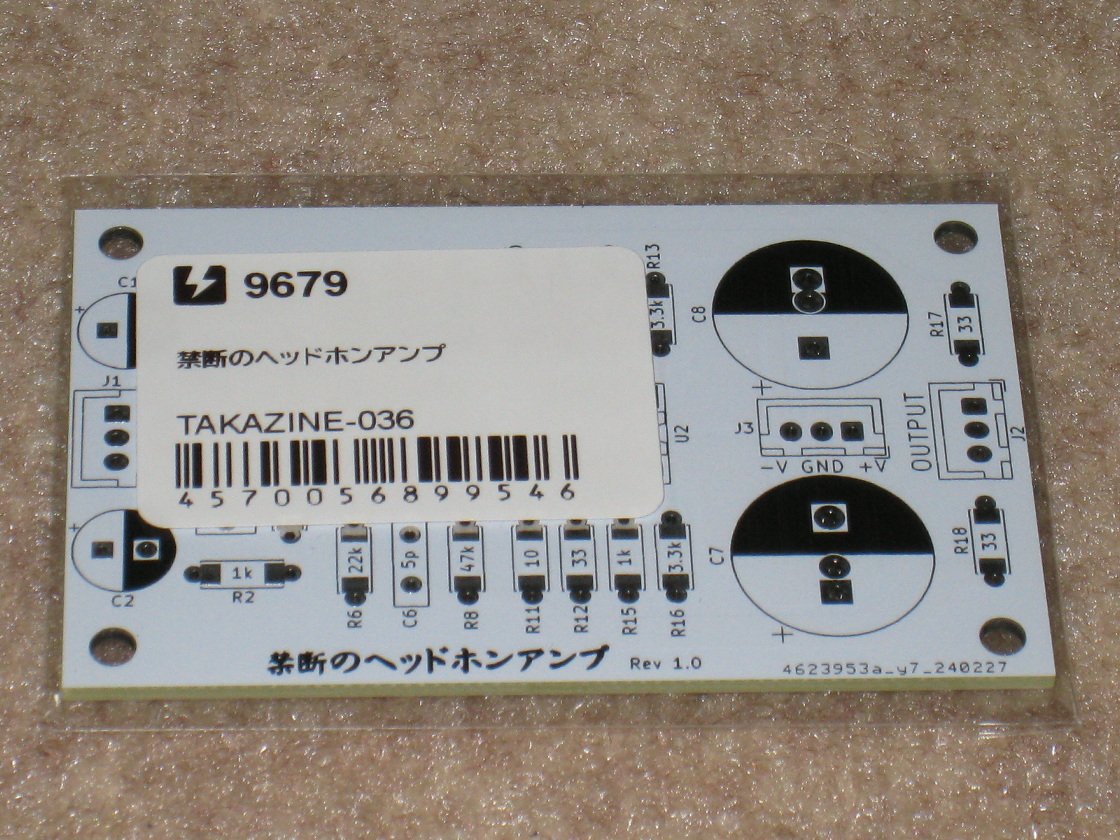 9679
禁断のヘッドホンアンプ
TAKAZINE-036
4570056899546
C1
J1
C2
1k
R2
R13
3.3k
U2
C8
R17
33
J3
-V GND +V
OUTPUT
J2
C7
R18
33
22k
R6
5p
C6
47k
R8
10
R11
33
R12
1k
R15
3.3k
R16
禁断のヘッドホンアンプ Rev 1.0
4623953a_y7_240227